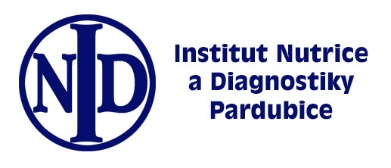 NID
Institut Nutrice
a Diagnostiky
Pardubice